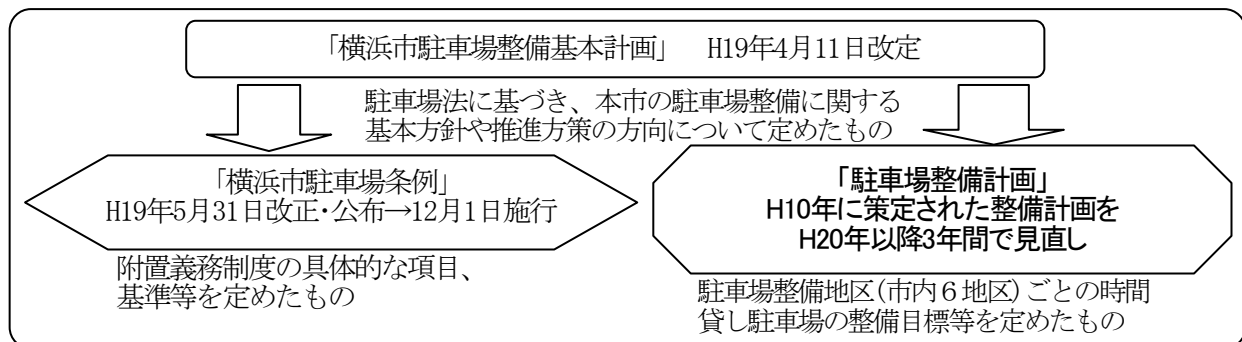 「横浜市駐車場整備基本計画」　H19年4月11日改定
駐車場法に基づき、本市の駐車場整備に関する
基本方針や推進方策の方向について定めたもの
「横浜市駐車場条例」
H19年5月31日改正・公布→12月1日施行
附置義務制度の具体的な項目、
基準等を定めたもの
「駐車場整備計画」
H10年に策定された整備計画を
H20年以降3年間で見直し
駐車場整備地区(市内６地区)ごとの時間
貸し駐車場の整備目標等を定めたもの